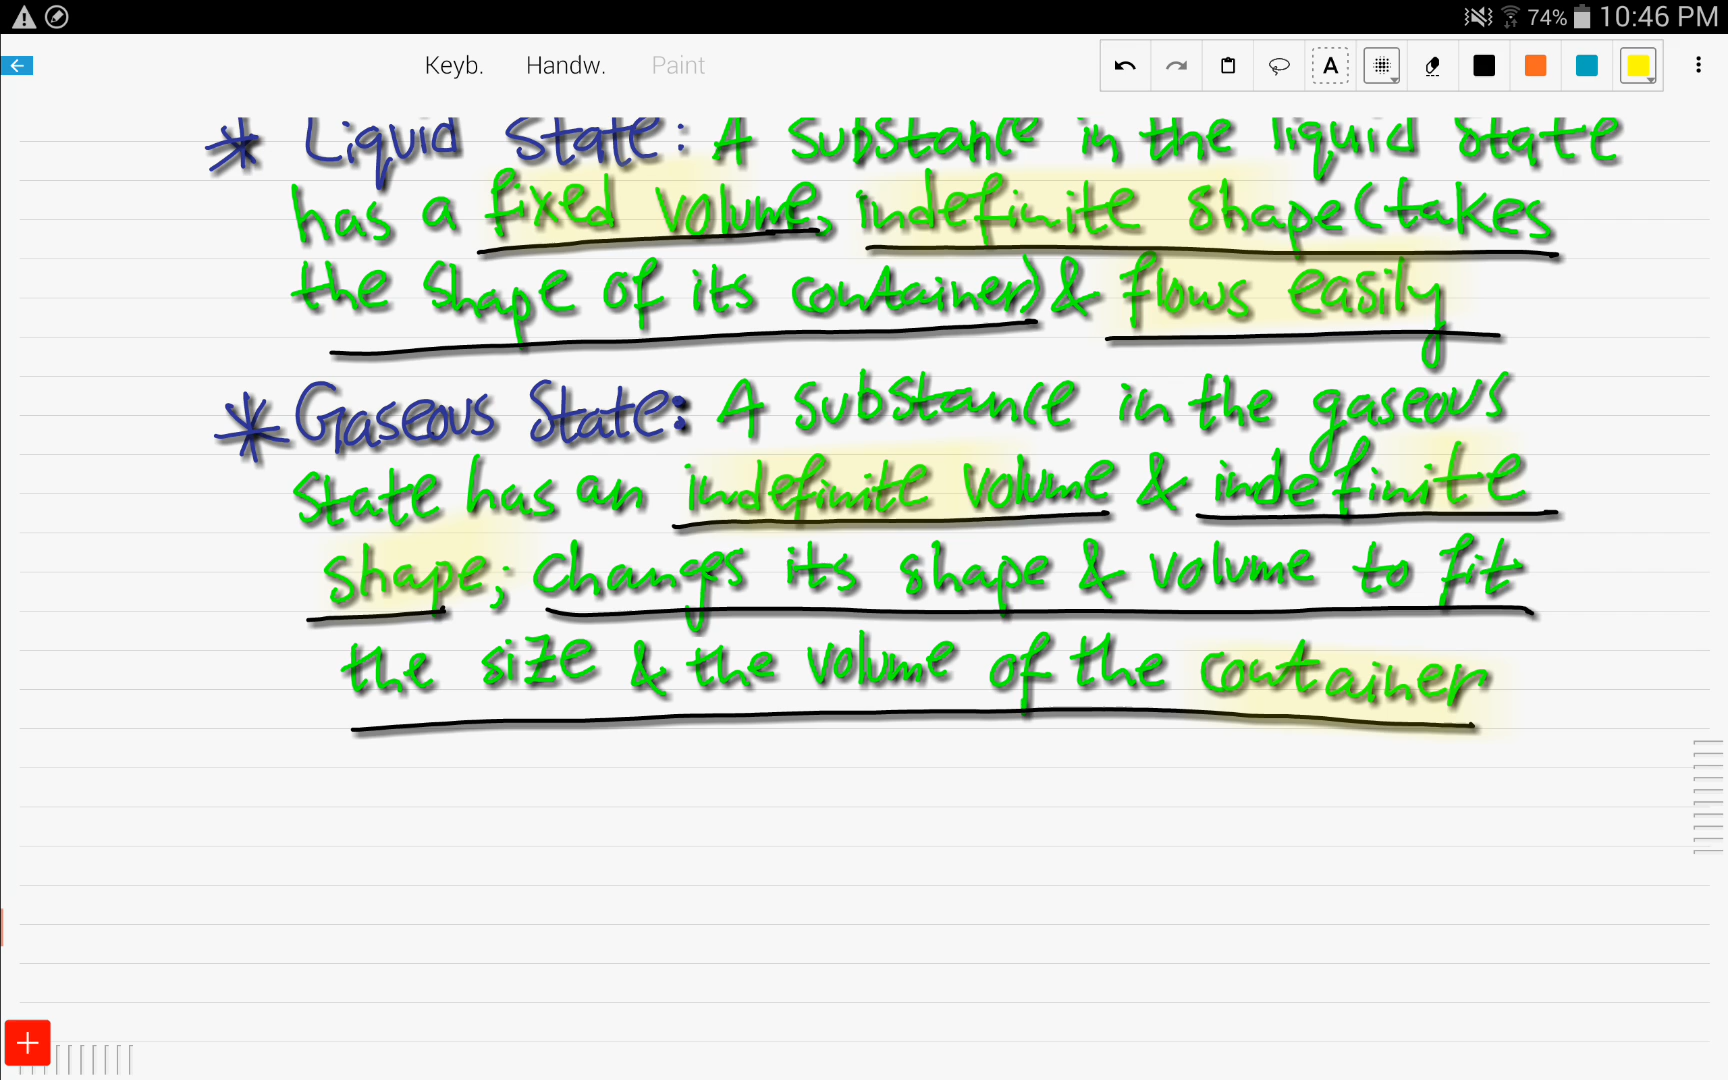 74% 10:46 PM
Keyb. Handw. Paint A
* Liquid State: A substance in the liquid state
has a fixed volume, indefinite shape (takes
the shape of its container) & flows easily
* Gaseous State: A substance in the gaseous
state has an indefinite volume & indefinite
shape; changes its shape & volume to fit
the size & the volume of the container